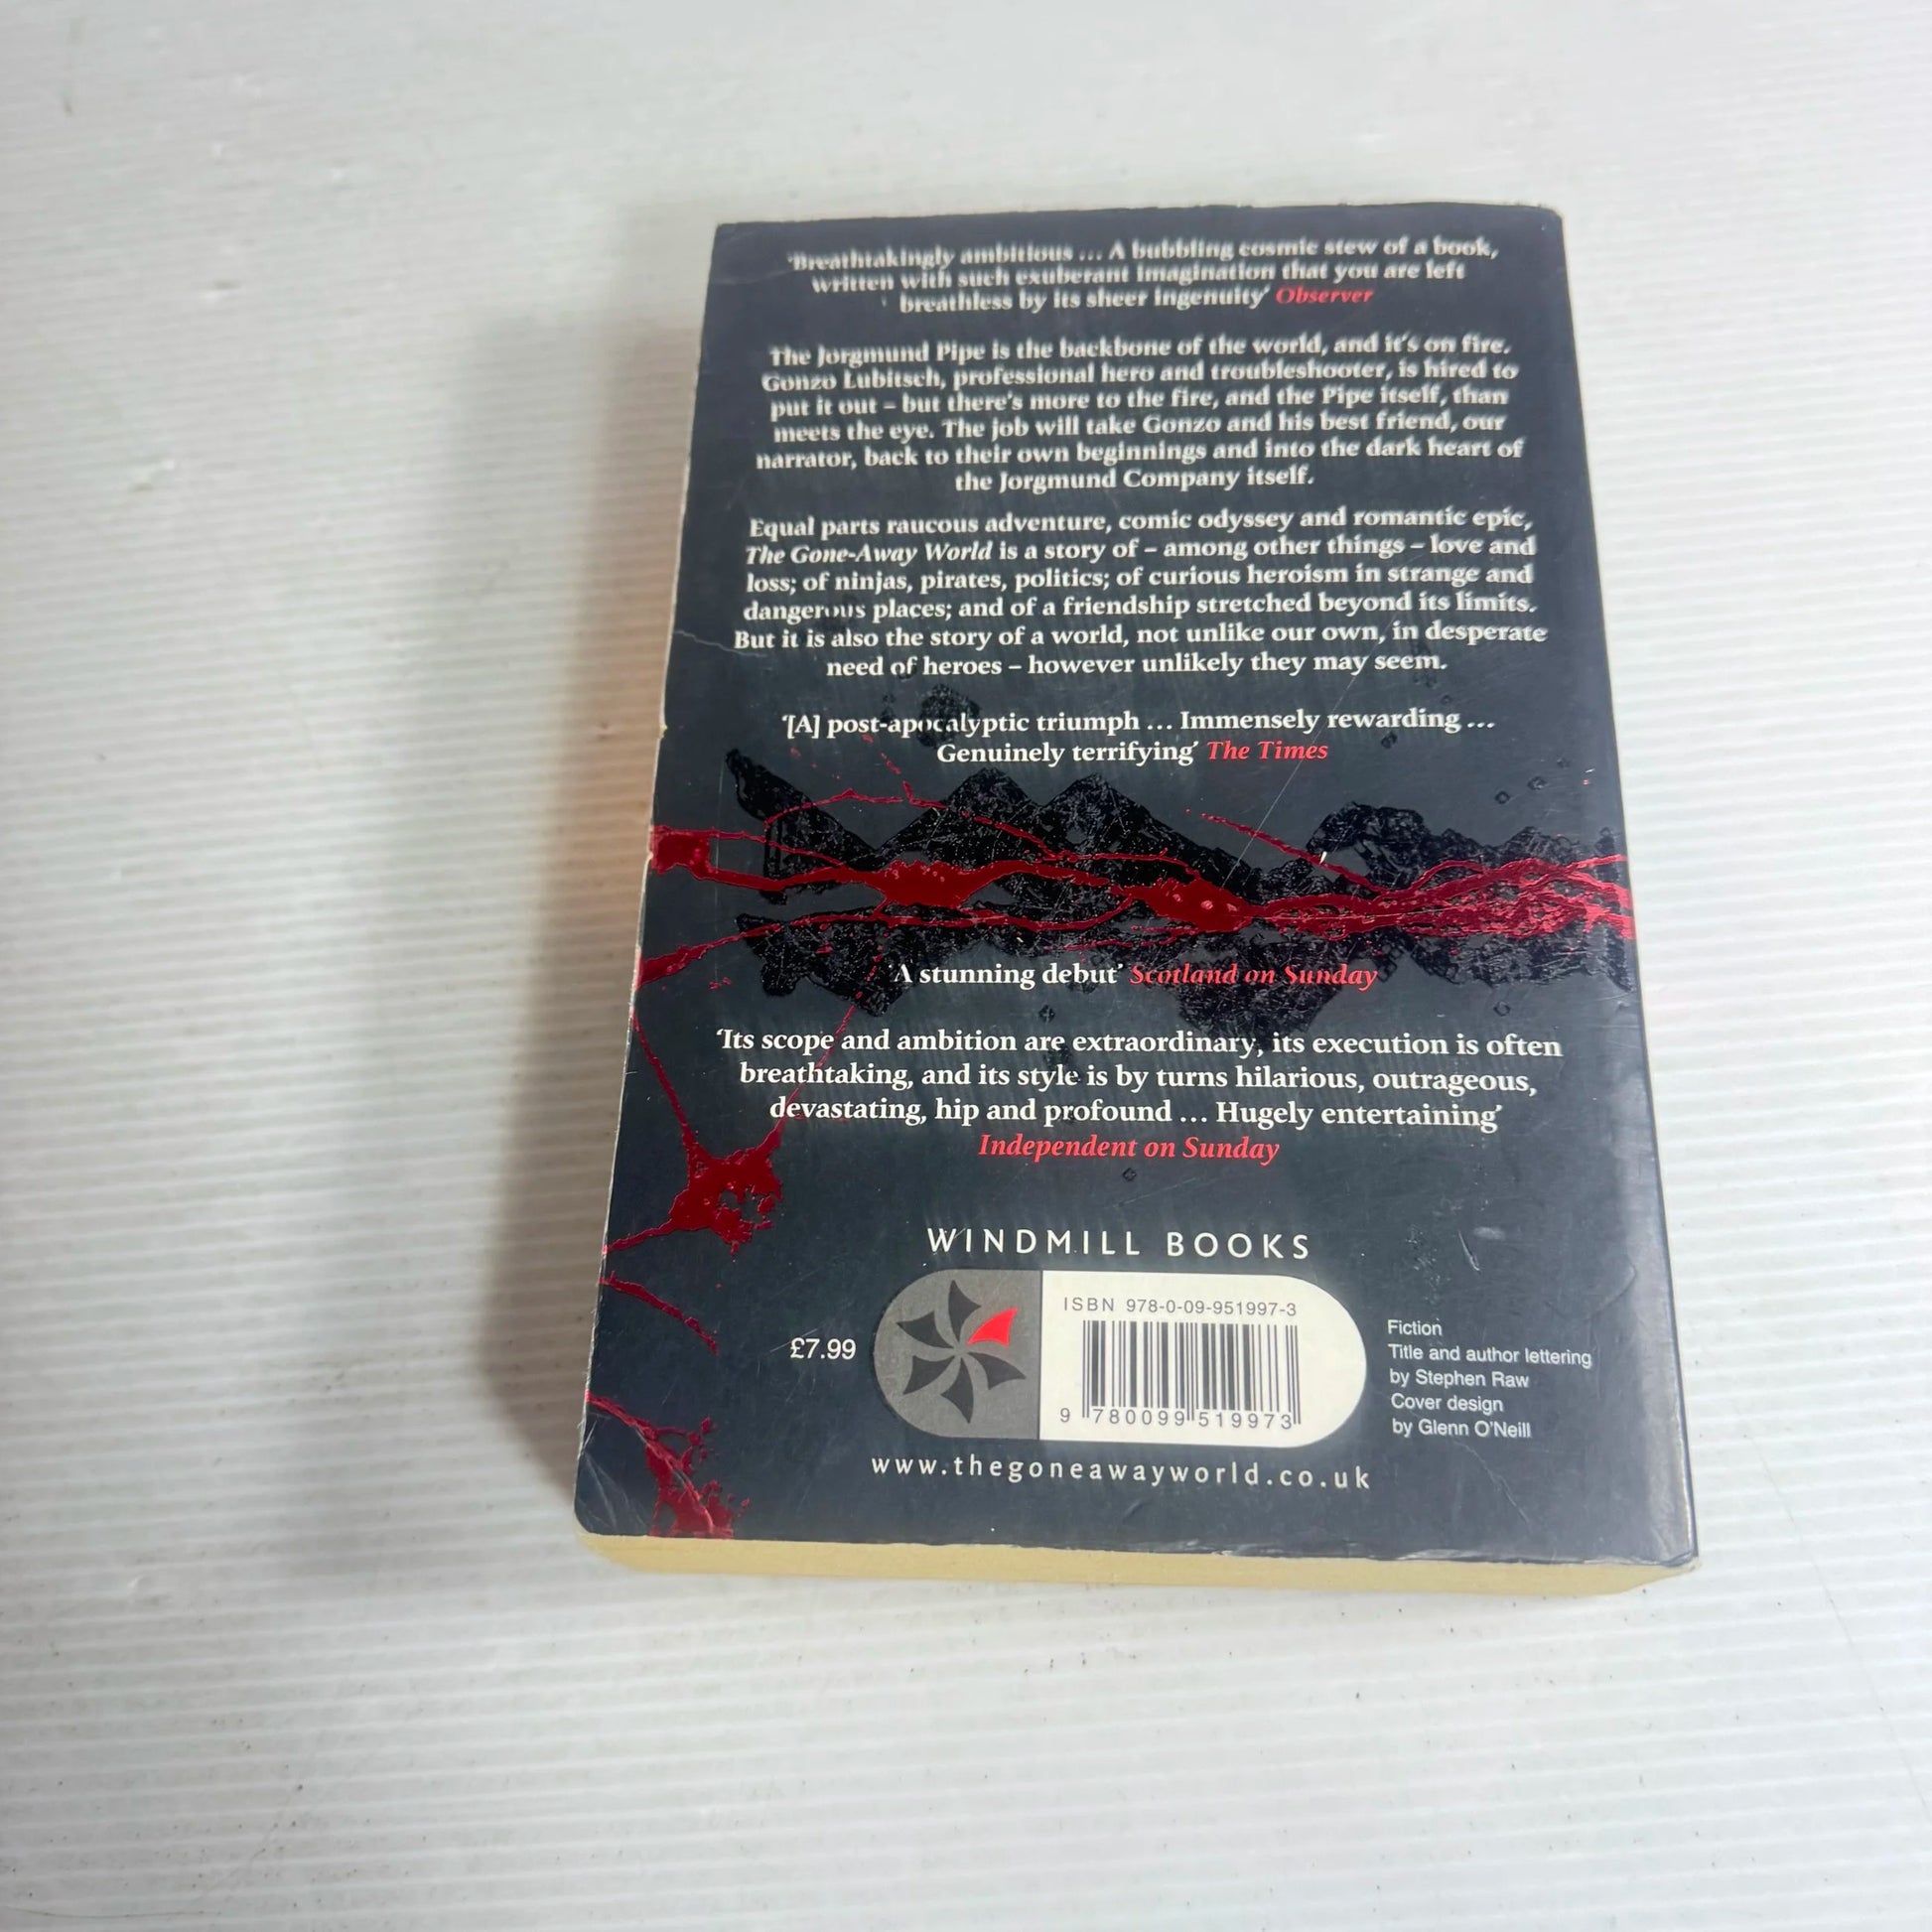 'Breathtakingly ambitious ... A bubbling cosmic stew of a book,
written with such exuberant imagination that you are left
breathless by its sheer ingenuity' Observer
The Jorgmund Pipe is the backbone of the world, and it's on fire.
Gonzo Lubitsch, professional hero and troubleshooter, is hired to
put it out – but there's more to the fire, and the Pipe itself, than
meets the eye. The job will take Gonzo and his best friend, our
narrator, back to their own beginnings and into the dark heart of
the Jorgmund Company itself.
Equal parts raucous adventure, comic odyssey and romantic epic,
The Gone-Away World is a story of – among other things – love and
loss; of ninjas, pirates, politics; of curious heroism in strange and
dangerous places; and of a friendship stretched beyond its limits.
But it is also the story of a world, not unlike our own, in desperate
need of heroes – however unlikely they may seem.
'[A] post-apocalyptic triumph ... Immensely rewarding ...
Genuinely terrifying' The Times
'A stunning debut' Scotland on Sunday
'Its scope and ambition are extraordinary, its execution is often
breathtaking, and its style is by turns hilarious, outrageous,
devastating, hip and profound ... Hugely entertaining'
Independent on Sunday
WINDMILL BOOKS
£7.99
ISBN 978-0-09-951997-3
9 780099 519973
Fiction
Title and author lettering
by Stephen Raw
Cover design
by Glenn O'Neill
www.thegoneawayworld.co.uk